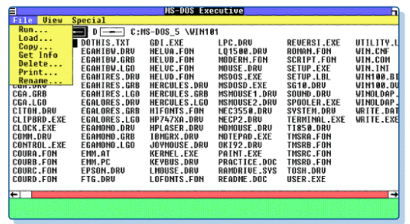 MS-DOS Executive
File View Special
Run...
Load...
Copy...
Get Info
Delete...
Print...
Rename...
D C:MS-DOS_5 \WIN101
DOTHIS.TXT GDI.EXE LPC.DRV REVERSI.EXE UTILITY.L
EGAHIBW.DRV HELVA.FON LQ1500.DRV ROMAN.FON WIN.CNF
EGAHIBW.GRB HELVB.FON MODERN.FON SCRIPT.FON WIN.COM
EGAHIBW.LGO HELVD.FON MOUSE.DRV SETUP.EXE WIN.INI
EGAHIRES.DRV HELVM.FON MSDOS.EXE SETUP.LBL WIN100.BI
EGAHIRES.GRB HERCULES.DRV MSDOSD.EXE SG10.DRV WIN100.OV
CGA.GRB EGAHIRES.LGO HERCULES.GRB MSMOUSE1.DRV SOUND.DRV WINOLDAP.
CGA.LGO EGALORES.DRV HERCULES.LGO MSMOUSE2.DRV SPOOLER.EXE WINOLDAP.
CITOH.DRV EGALORES.GRB HIFONTS.FON NEC3550.DRV SYSTEM.DRV WRITE.DAT
CLIPBRD.EXE EGALORES.LGO HP747XA.DRV NECP2.DRV TERMINAL.EXE WRITE.EXE
CLOCK.EXE EGAMONO.DRV HPLASER.DRV NOMOUSE.DRV TI850.DRV
COMM.DRV EGAMONO.GRB IBMGRX.DRV NOTEPAD.EXE TMSRA.FON
CONTROL.EXE EGAMONO.LGO JOYMOUSE.DRV OKI92.DRV TMSRB.FON
COURA.FON EMM.AT KERNEL.EXE PAINT.EXE TMSRC.FON
COURB.FON EMM.PC KEYBUS.DRV PRACTICE.DOC TMSRD.FON
COURC.FON EPSON.DRV LMOUSE.DRV RAMDRIVE.SYS TOSH.DRV
COURD.FON FTG.DRV LOFONTS.FON README.DOC USER.EXE